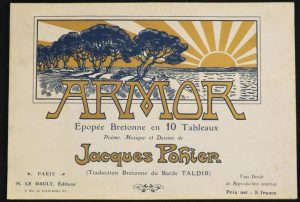 ARMOR
Épopée Bretonne en 10 Tableaux
Poème, Musique et Dessins de
Jacques Pohier
(Traduction Bretonne du Barde TALDIR)
PARIS
M. LE DAULT, Éditeur
Tous Droits
de Reproduction réservés
Prix net : 5 francs